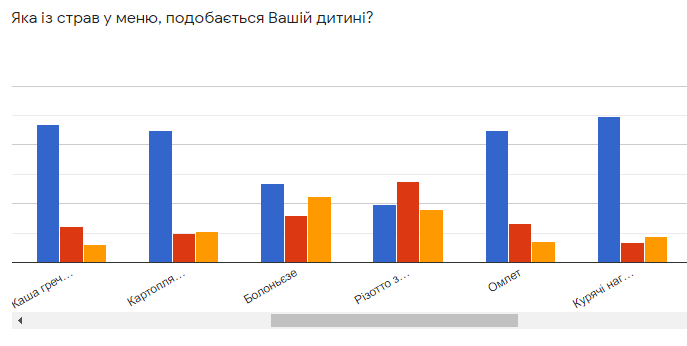 Яка із страв у меню, подобається Вашій дитині?
Каша греч…
Картопля…
Болоньєзе
Різотто з…
Омлет
Курячі наг…